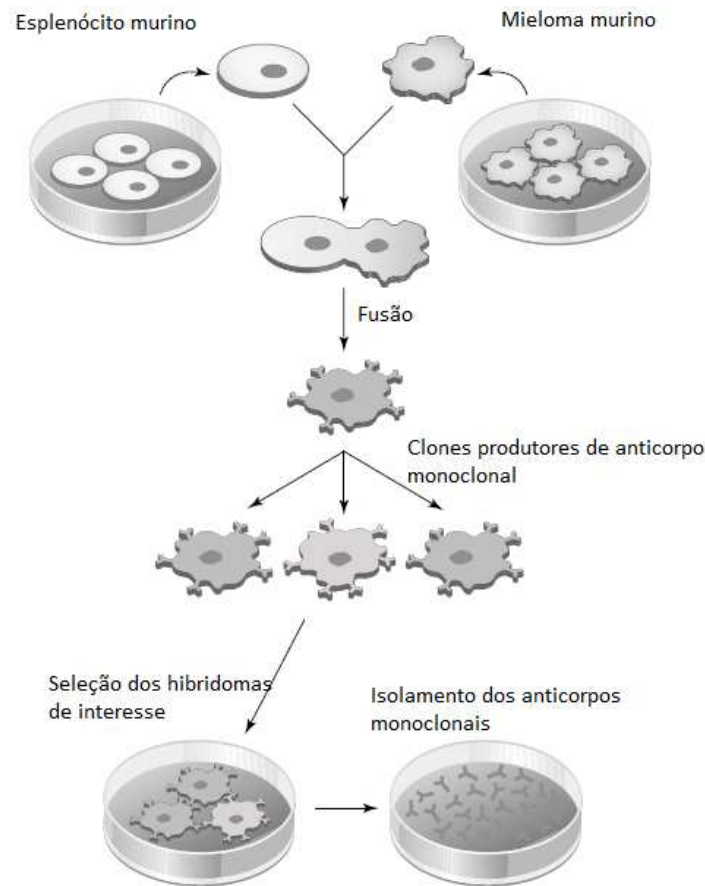 Esplenócito murino
Mieloma murino
Fusão
Clones produtores de anticorpo
monoclonal
Seleção dos hibridomas
de interesse
Isolamento dos anticorpos
monoclonais